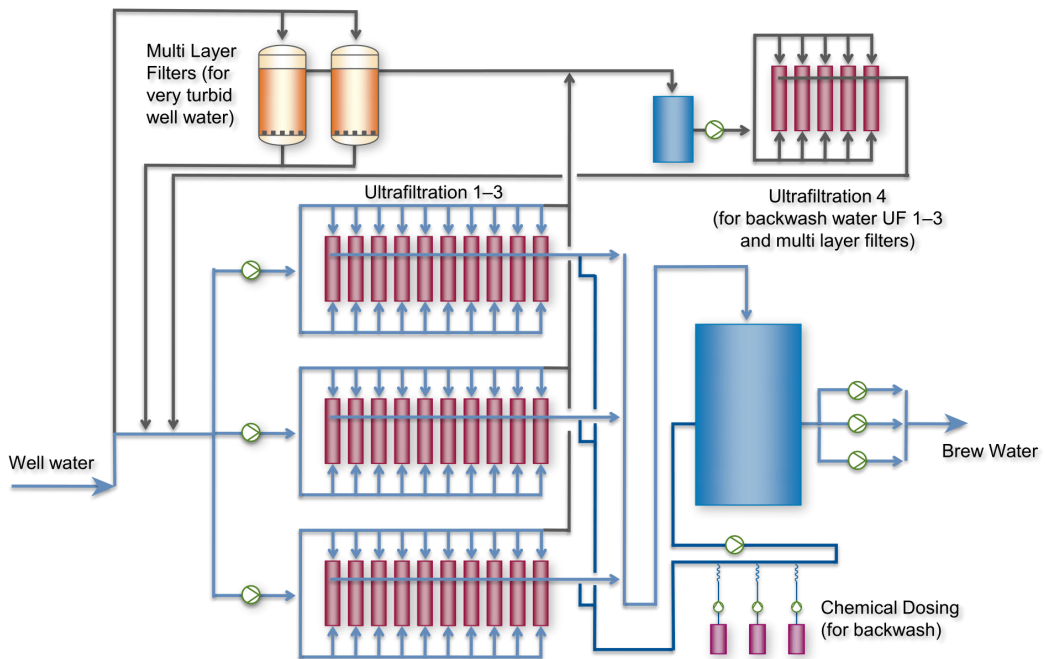 Multi Layer
Filters (for
very turbid
well water)
Ultrafiltration 1–3
Ultrafiltration 4
(for backwash water UF 1–3
and multi layer filters)
Well water
Brew Water
Chemical Dosing
(for backwash)